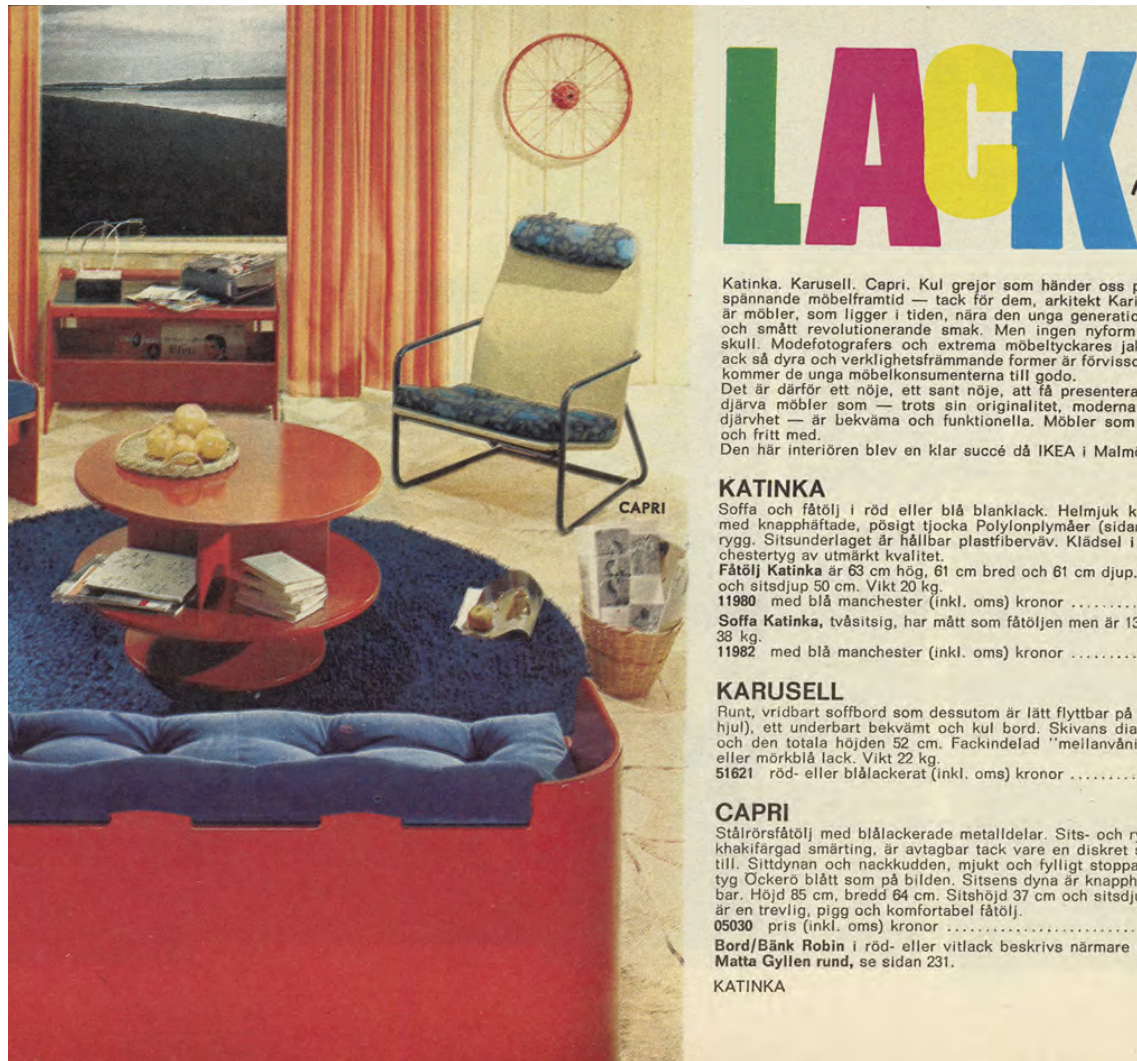 LACK
Katinka. Karusell. Capri. Kul grejor som händer oss
spännande möbelframtid — tack för dem, arkitekt Kari
är möbler, som ligger i tiden, nära den unga generatio
och smått revolutionerande smak. Men ingen nyform
skull. Modefotografers och extrema möbeltyckares ja
ack så dyra och verklighetsfrämmande former är förvisso
kommer de unga möbelkonsumenterna till godo.
Det är därför ett nöje, ett sant nöje, att få presentera
djärva möbler som — trots sin originalitet, moderna
djärvhet — är bekväma och funktionella. Möbler som
och fritt med.
Den här interiören blev en klar succé då IKEA i Malmö
CAPRI
KATINKA
Soffa och fåtölj i röd eller blå blanklack. Helmjuk k
med knapphäftade, pösigt tjocka Polylonplymåer (sidan
rygg. Sitsunderlaget är hållbar plastfiberväv. Klädsel i
chestertyg av utmärkt kvalitet.
Fåtölj Katinka är 63 cm hög, 61 cm bred och 61 cm djup.
och sitsdjup 50 cm. Vikt 20 kg.
11980 med blå manchester (inkl. oms) kronor ..........
Soffa Katinka, tvåsitsig, har mått som fåtöljen men är 13
38 kg.
11982 med blå manchester (inkl. oms) kronor ..........
KARUSELL
Runt, vridbart soffbord som dessutom är lätt flyttbar på
hjul), ett underbart bekvämt och kul bord. Skivans dia
och den totala höjden 52 cm. Fackindelad "mellanvåni
eller mörkblå lack. Vikt 22 kg.
51621 röd- eller blålackerat (inkl. oms) kronor ..........
CAPRI
Stålrörsfåtölj med blålackerade metalldelar. Sits- och ry
khakifärgad smärting, är avtagbar tack vare en diskret s
till. Sittdynan och nackkudden, mjukt och fylligt stoppa
tyg Öckerö blått som på bilden. Sitsens dyna är knapph
bar. Höjd 85 cm, bredd 64 cm. Sitshöjd 37 cm och sitsdju
är en trevlig, pigg och komfortabel fåtölj.
05030 pris (inkl. oms) kronor ..........................
Bord/Bänk Robin i röd- eller vitlack beskrivs närmare
Matta Gyllen rund, se sidan 231.
KATINKA